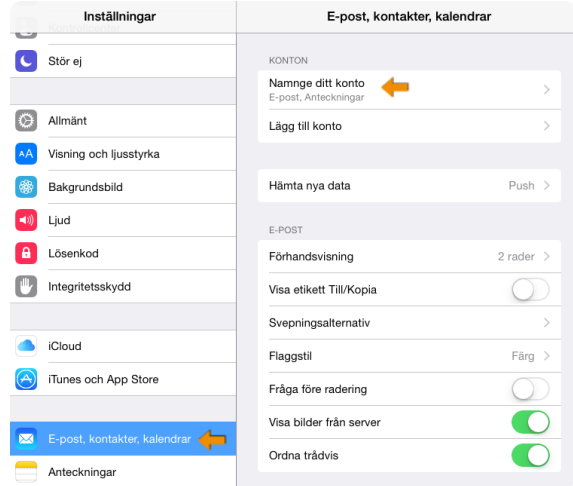 Inställningar
Kontrollcenter
Stör ej
Allmänt
AA
Visning och ljusstyrka
Bakgrundsbild
Ljud
Lösenkod
Integritetsskydd
iCloud
iTunes och App Store
E-post, kontakter, kalendrar
Anteckningar
E-post, kontakter, kalendrar
KONTON
Namnge ditt konto
E-post, Anteckningar
Lägg till konto
Hämta nya data Push
E-POST
Förhandsvisning 2 rader
Visa etikett Till/Kopia
Svepningsalternativ
Flaggstil Färg
Fråga före radering
Visa bilder från server
Ordna trådvis